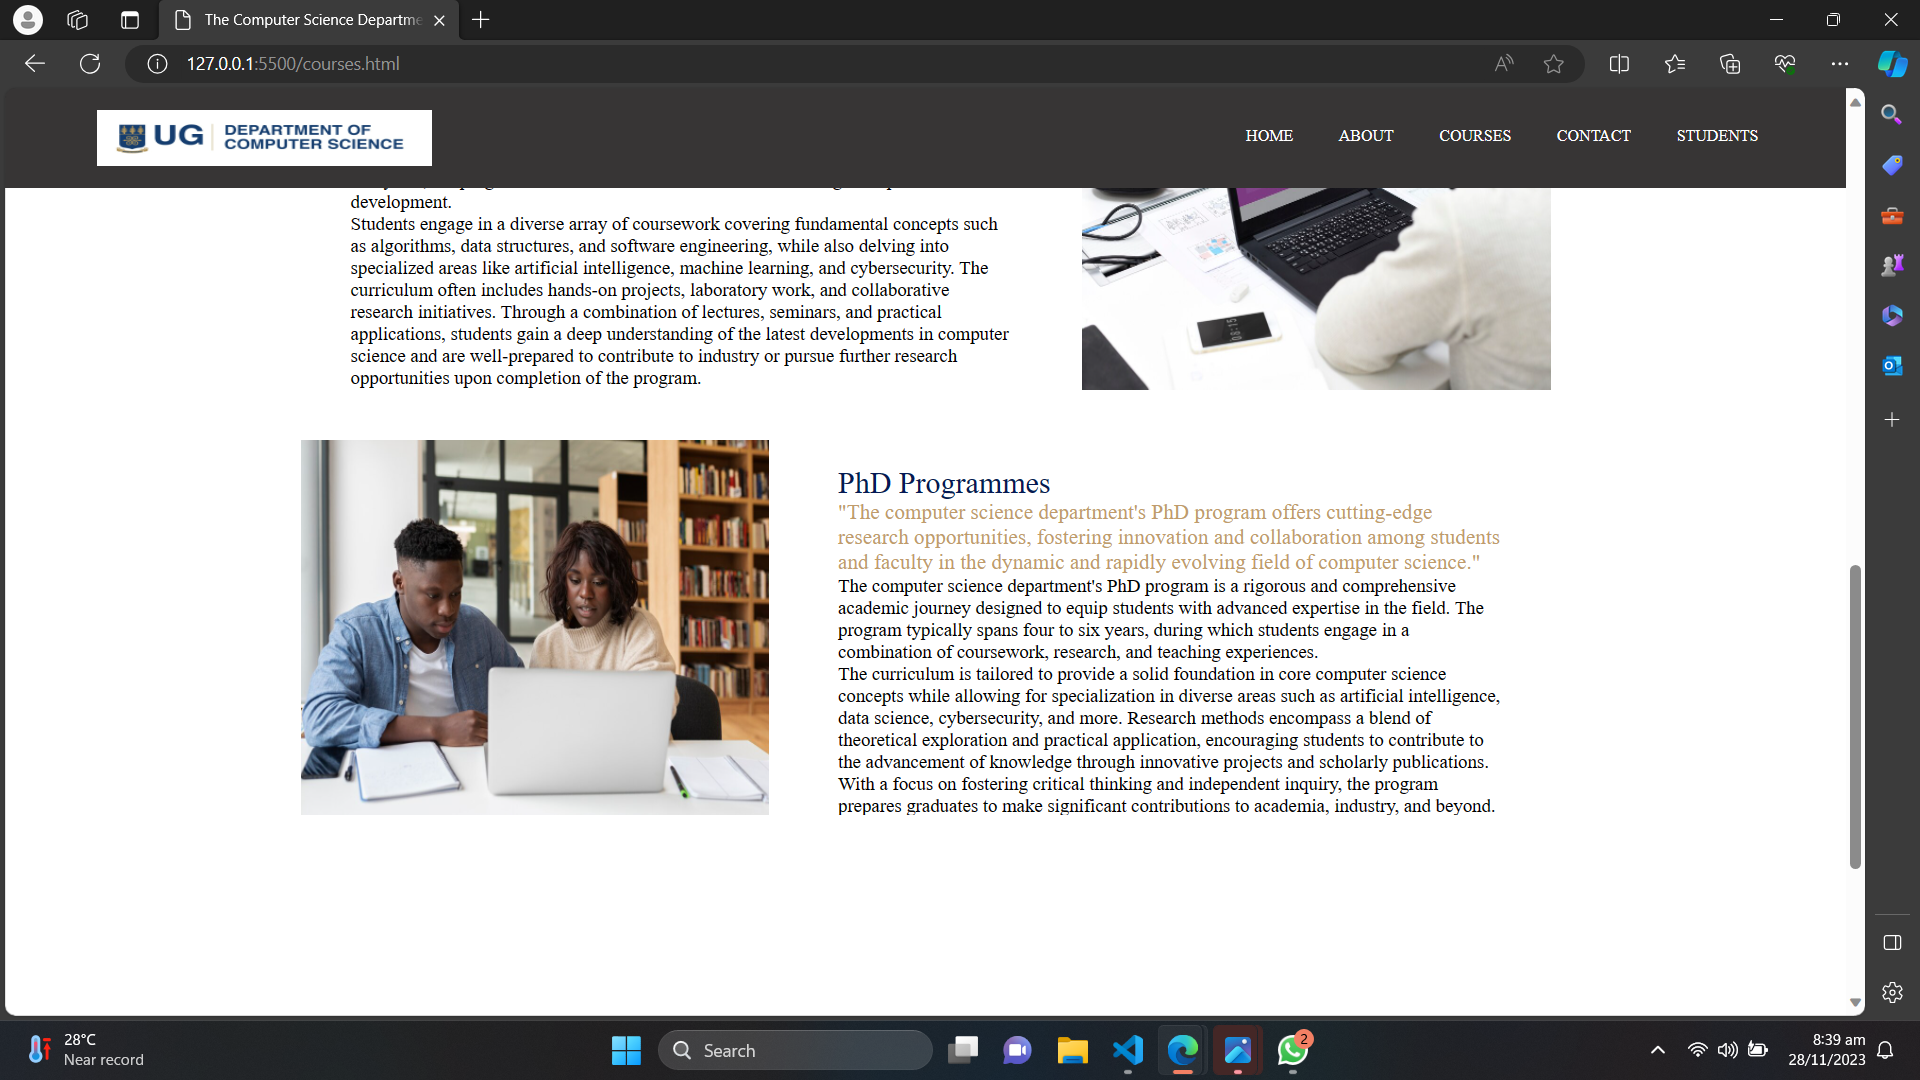 The Computer Science Departme
127.0.0.1:5500/courses.html
UG
DEPARTMENT OF
COMPUTER SCIENCE
HOME
ABOUT
COURSES
CONTACT
STUDENTS
development.
Students engage in a diverse array of coursework covering fundamental concepts such
as algorithms, data structures, and software engineering, while also delving into
specialized areas like artificial intelligence, machine learning, and cybersecurity. The
curriculum often includes hands-on projects, laboratory work, and collaborative
research initiatives. Through a combination of lectures, seminars, and practical
applications, students gain a deep understanding of the latest developments in computer
science and are well-prepared to contribute to industry or pursue further research
opportunities upon completion of the program.
PhD Programmes
"The computer science department's PhD program offers cutting-edge
research opportunities, fostering innovation and collaboration among students
and faculty in the dynamic and rapidly evolving field of computer science."
The computer science department's PhD program is a rigorous and comprehensive
academic journey designed to equip students with advanced expertise in the field. The
program typically spans four to six years, during which students engage in a
combination of coursework, research, and teaching experiences.
The curriculum is tailored to provide a solid foundation in core computer science
concepts while allowing for specialization in diverse areas such as artificial intelligence,
data science, cybersecurity, and more. Research methods encompass a blend of
theoretical exploration and practical application, encouraging students to contribute to
the advancement of knowledge through innovative projects and scholarly publications.
With a focus on fostering critical thinking and independent inquiry, the program
prepares graduates to make significant contributions to academia, industry, and beyond.
28°C
Near record
Search
2
8:39 am
28/11/2023